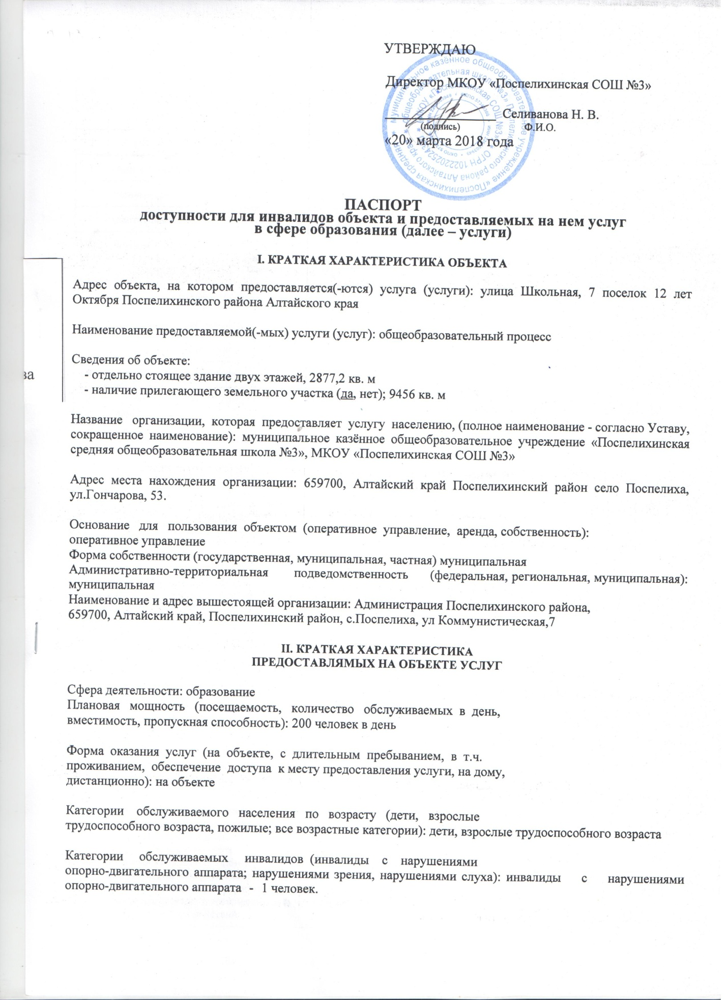 УТВЕРЖДАЮ
Директор МКОУ «Поспелихинская СОШ №3»
Селиванова Н. В.
(подпись) Ф.И.О.
«20» марта 2018 года
муниципальное казённое общеобразовательное учреждение «Поспелихинская средняя
общеобразовательная школа №3» Поспелихинского района Алтайского края
МКОУ «Поспелихинская СОШ №3»
ПАСПОРТ
доступности для инвалидов объекта и предоставляемых на нем услуг
в сфере образования (далее – услуги)
I. КРАТКАЯ ХАРАКТЕРИСТИКА ОБЪЕКТА
Адрес объекта, на котором предоставляется(-ются) услуга (услуги): улица Школьная, 7 поселок 12 лет
Октября Поспелихинского района Алтайского края
Наименование предоставляемой(-мых) услуги (услуг): общеобразовательный процесс
Сведения об объекте:
- отдельно стоящее здание двух этажей, 2877,2 кв. м
- наличие прилегающего земельного участка (да, нет); 9456 кв. м
ва
Название организации, которая предоставляет услугу населению, (полное наименование - согласно Уставу,
сокращенное наименование): муниципальное казённое общеобразовательное учреждение «Поспелихинская
средняя общеобразовательная школа №3», МКОУ «Поспелихинская СОШ №3»
Адрес места нахождения организации: 659700, Алтайский край Поспелихинский район село Поспелиха,
ул.Гончарова, 53.
Основание для пользования объектом (оперативное управление, аренда, собственность):
оперативное управление
Форма собственности (государственная, муниципальная, частная) муниципальная
Административно-территориальная подведомственность (федеральная, региональная, муниципальная):
муниципальная
Наименование и адрес вышестоящей организации: Администрация Поспелихинского района,
659700, Алтайский край, Поспелихинский район, с.Поспелиха, ул Коммунистическая,7
II. КРАТКАЯ ХАРАКТЕРИСТИКА
ПРЕДОСТАВЛЯМЫХ НА ОБЪЕКТЕ УСЛУГ
Сфера деятельности: образование
Плановая мощность (посещаемость, количество обслуживаемых в день,
вместимость, пропускная способность): 200 человек в день
Форма оказания услуг (на объекте, с длительным пребыванием, в т.ч.
проживанием, обеспечение доступа к месту предоставления услуги, на дому,
дистанционно): на объекте
Категории обслуживаемого населения по возрасту (дети, взрослые
трудоспособного возраста, пожилые; все возрастные категории): дети, взрослые трудоспособного возраста
Категории обслуживаемых инвалидов (инвалиды с нарушениями
опорно-двигательного аппарата; нарушениями зрения, нарушениями слуха): инвалиды с нарушениями
опорно-двигательного аппарата - 1 человек.